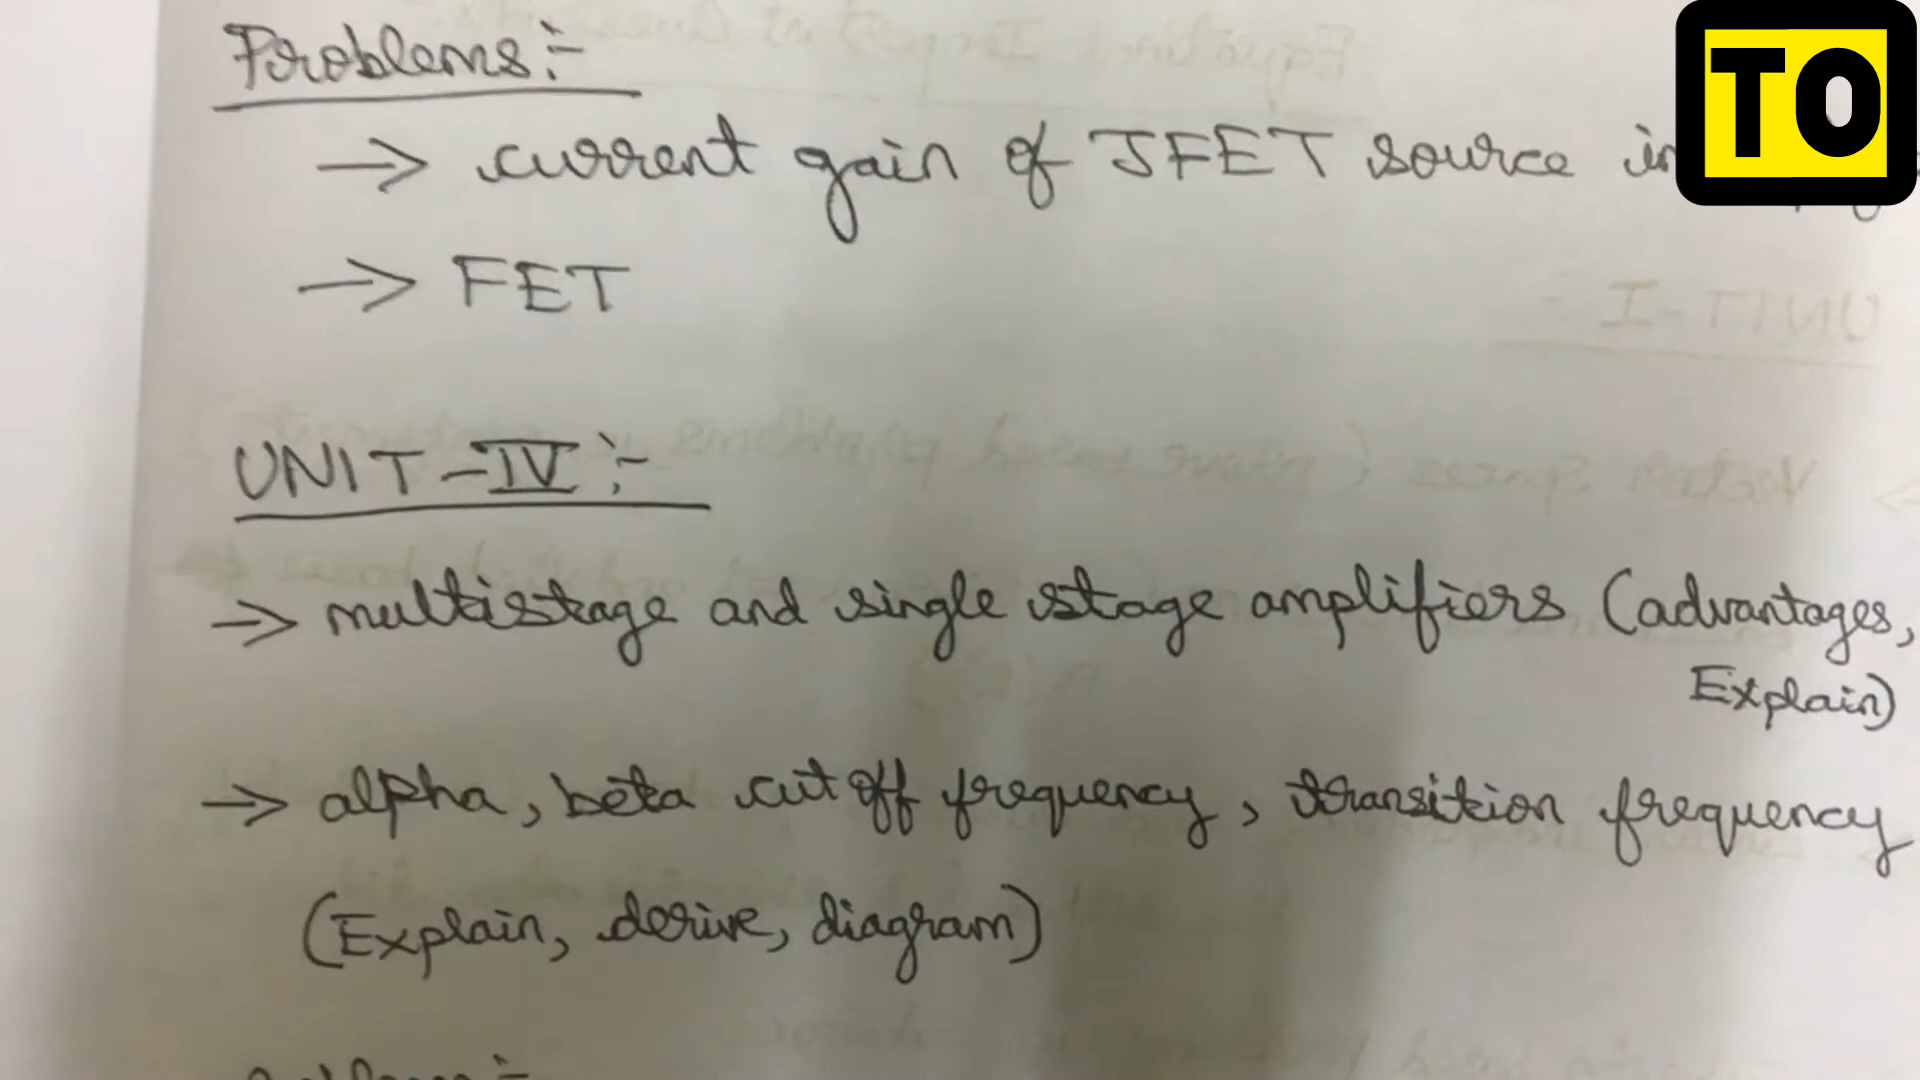 Problems:-
TO
→ current gain of JFET source
→ FET
UNIT-IV:-
→ multistage and single stage amplifiers (advantages,
Explain)
→ alpha, beta cut off frequency, transition frequency
(Explain, derive, diagram)